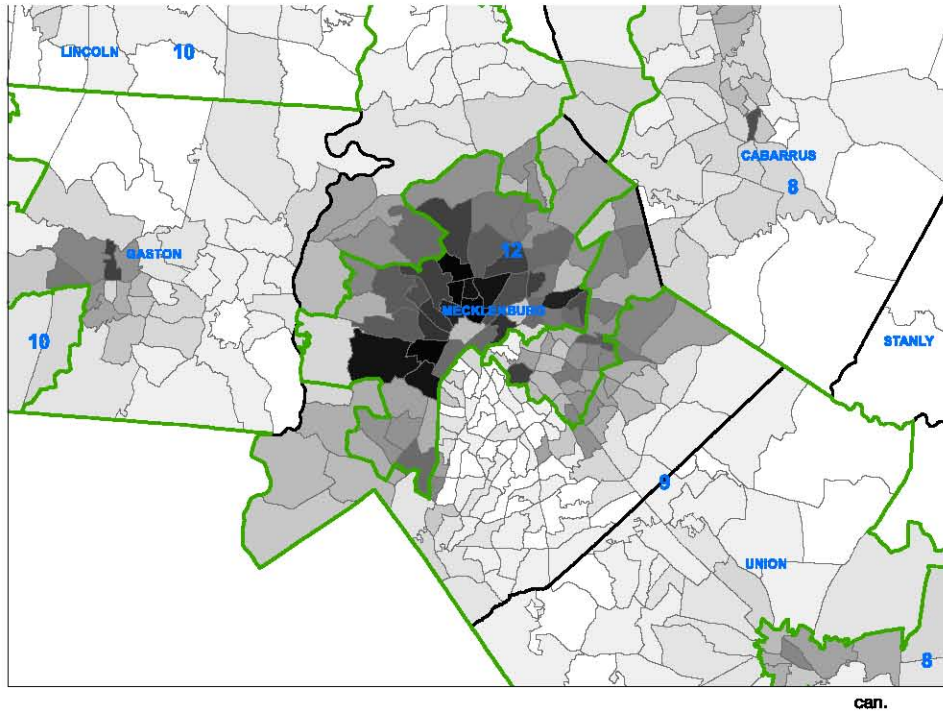 LINCOLN
10
CABARRUS
8
GASTON
12
MECKLENBURG
10
STANLY
9
UNION
8
can.